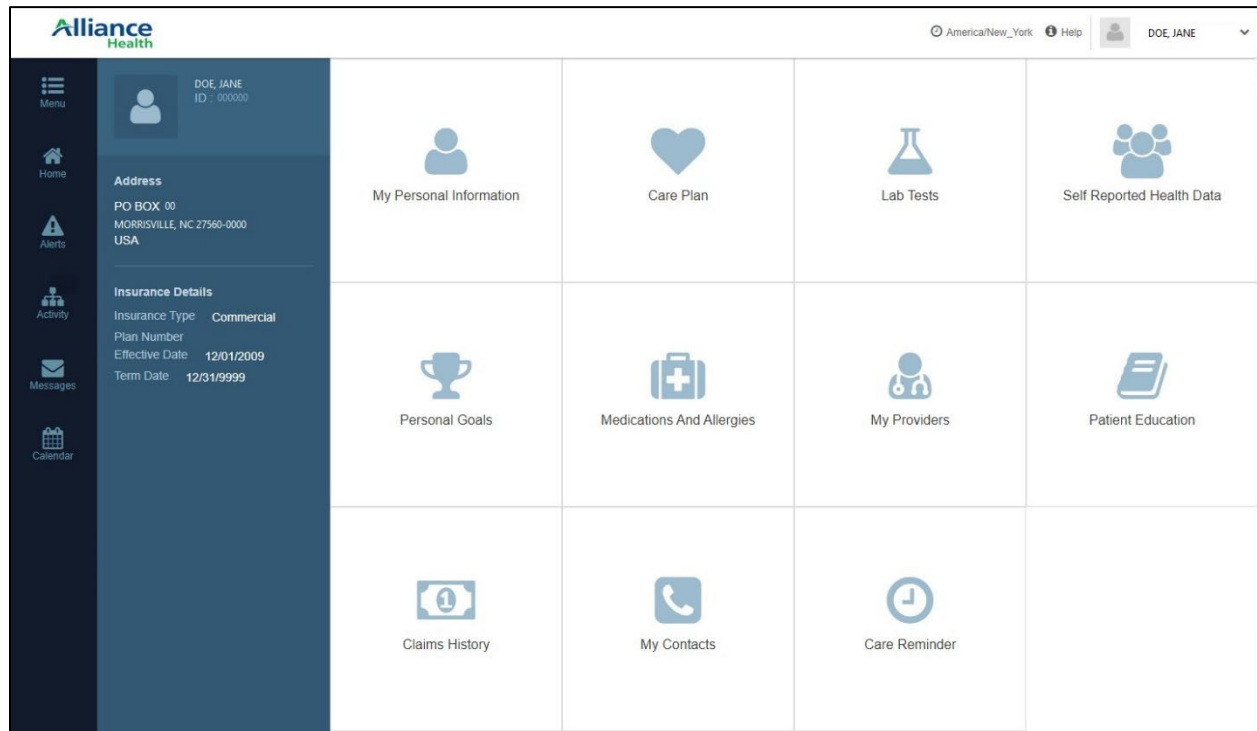 Alliance
Health
America/New_York Help DOE, JANE
Menu
Home
Alerts
Activity
Messages
Calendar
DOE, JANE
ID : 000000
Address
PO BOX 00
MORRISVILLE, NC 27560-0000
USA
Insurance Details
Insurance Type Commercial
Plan Number
Effective Date 12/01/2009
Term Date 12/31/9999
My Personal Information
Care Plan
Lab Tests
Self Reported Health Data
Personal Goals
Medications And Allergies
My Providers
Patient Education
1
Claims History
My Contacts
Care Reminder